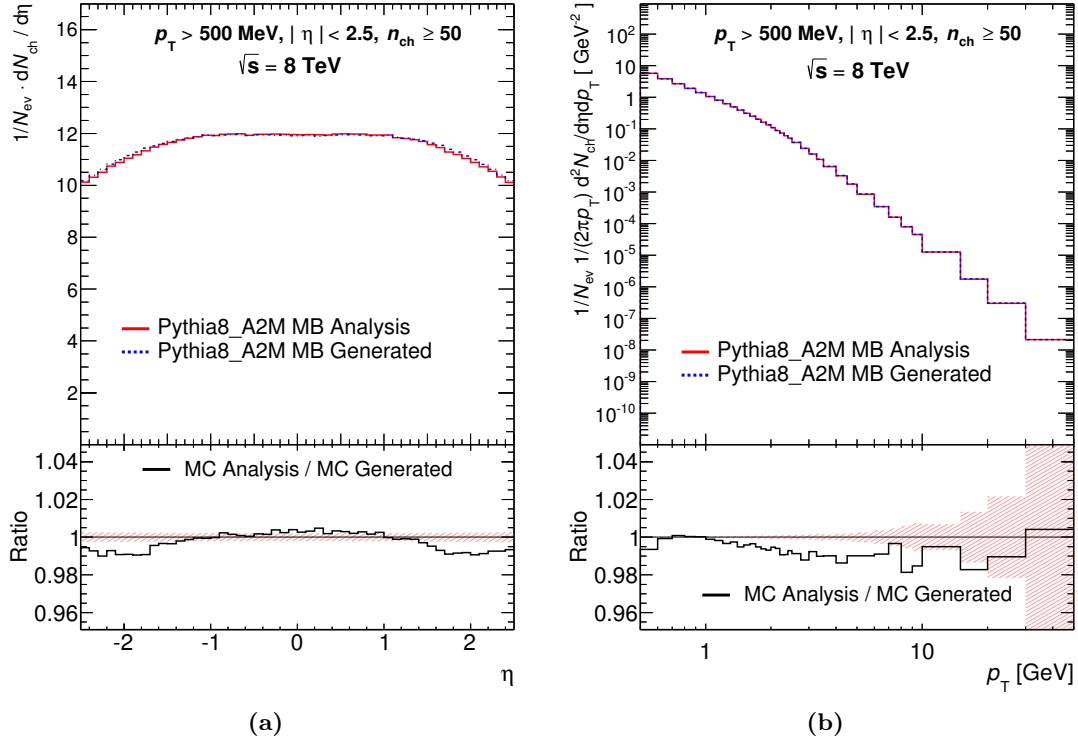 p_T > 500 MeV, | η | < 2.5, n_ch ≥ 50
√s = 8 TeV
1/N_ev · dN_ch / dη
16
14
12
10
8
6
4
2
Pythia8_A2M MB Analysis
Pythia8_A2M MB Generated
MC Analysis / MC Generated
Ratio
1.04
1.02
1
0.98
0.96
-2
-1
0
1
2
η
(a)
p_T > 500 MeV, | η | < 2.5, n_ch ≥ 50
√s = 8 TeV
1/N_ev 1/(2πp_T) d²N_ch/dηdp_T [ GeV⁻²]
10²
10
1
10⁻¹
10⁻²
10⁻³
10⁻⁴
10⁻⁵
10⁻⁶
10⁻⁷
10⁻⁸
10⁻⁹
10⁻¹⁰
Pythia8_A2M MB Analysis
Pythia8_A2M MB Generated
Ratio
1.04
1.02
1
0.98
0.96
MC Analysis / MC Generated
1
10
p_T [GeV]
(b)